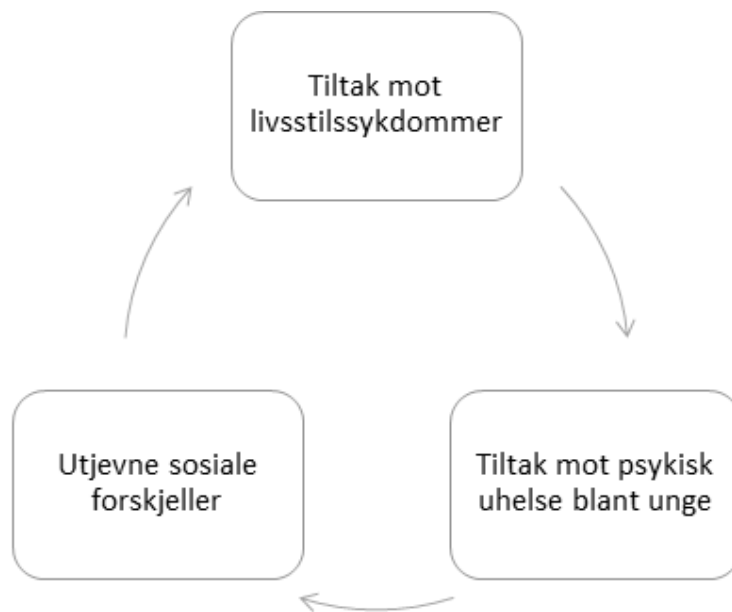 Tiltak mot
livsstilssykdommer
Tiltak mot psykisk
uhelse blant unge
Utjevne sosiale
forskjeller